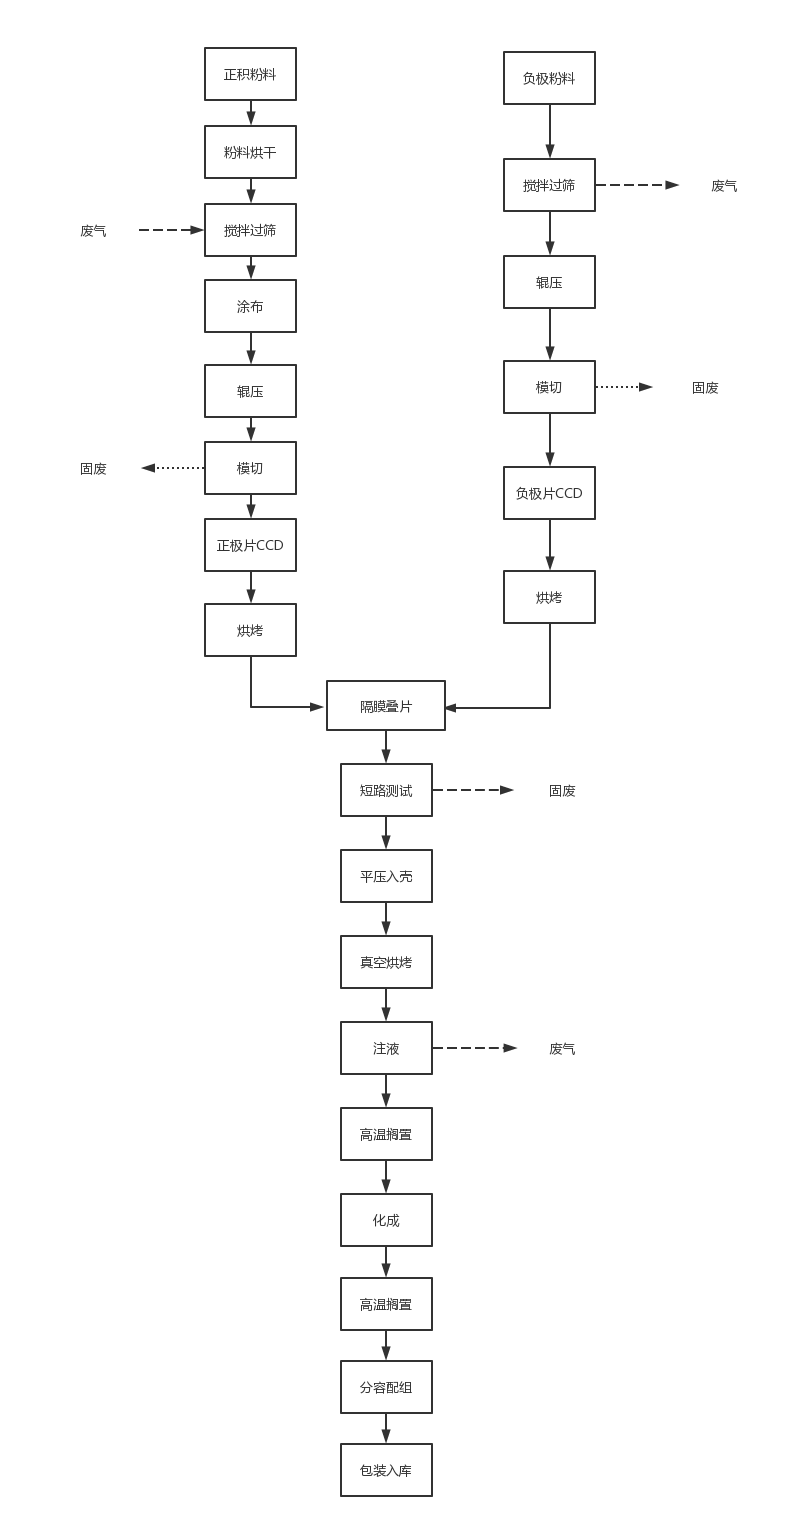 正积粉料
粉料烘干
废气
搅拌过筛
涂布
辊压
固废
模切
正极片CCD
烘烤
负极粉料
搅拌过筛
废气
辊压
模切
固废
负极片CCD
烘烤
隔膜叠片
短路测试
固废
平压入壳
真空烘烤
注液
废气
高温搁置
化成
高温搁置
分容配组
包装入库